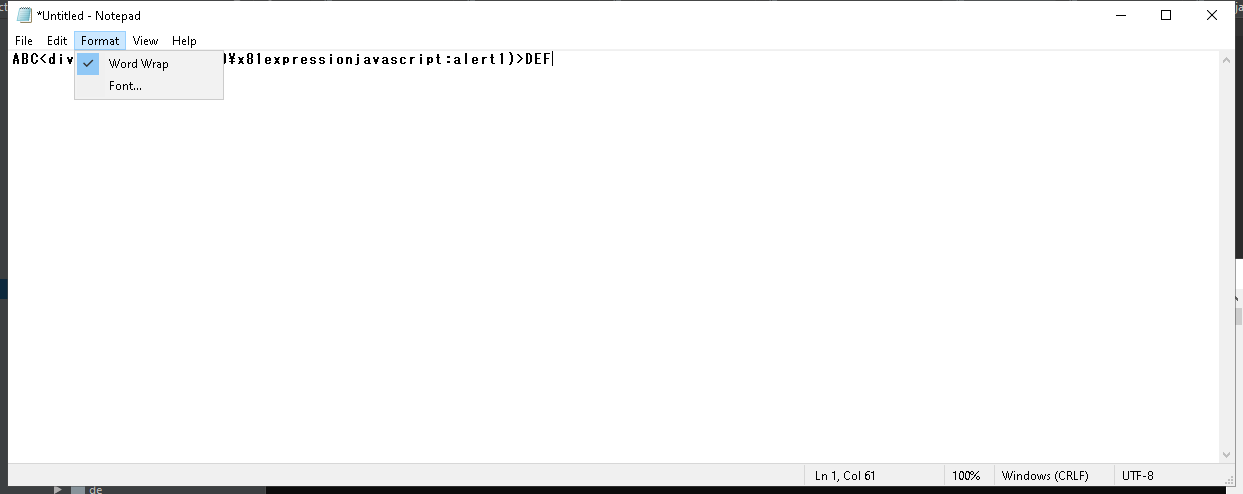 *Untitled - Notepad
File Edit Format View Help
ABC<div )¥x81expressionjavascript:alert1)>DEF
Word Wrap
Font...
Ln 1, Col 61 100% Windows (CRLF) UTF-8
de